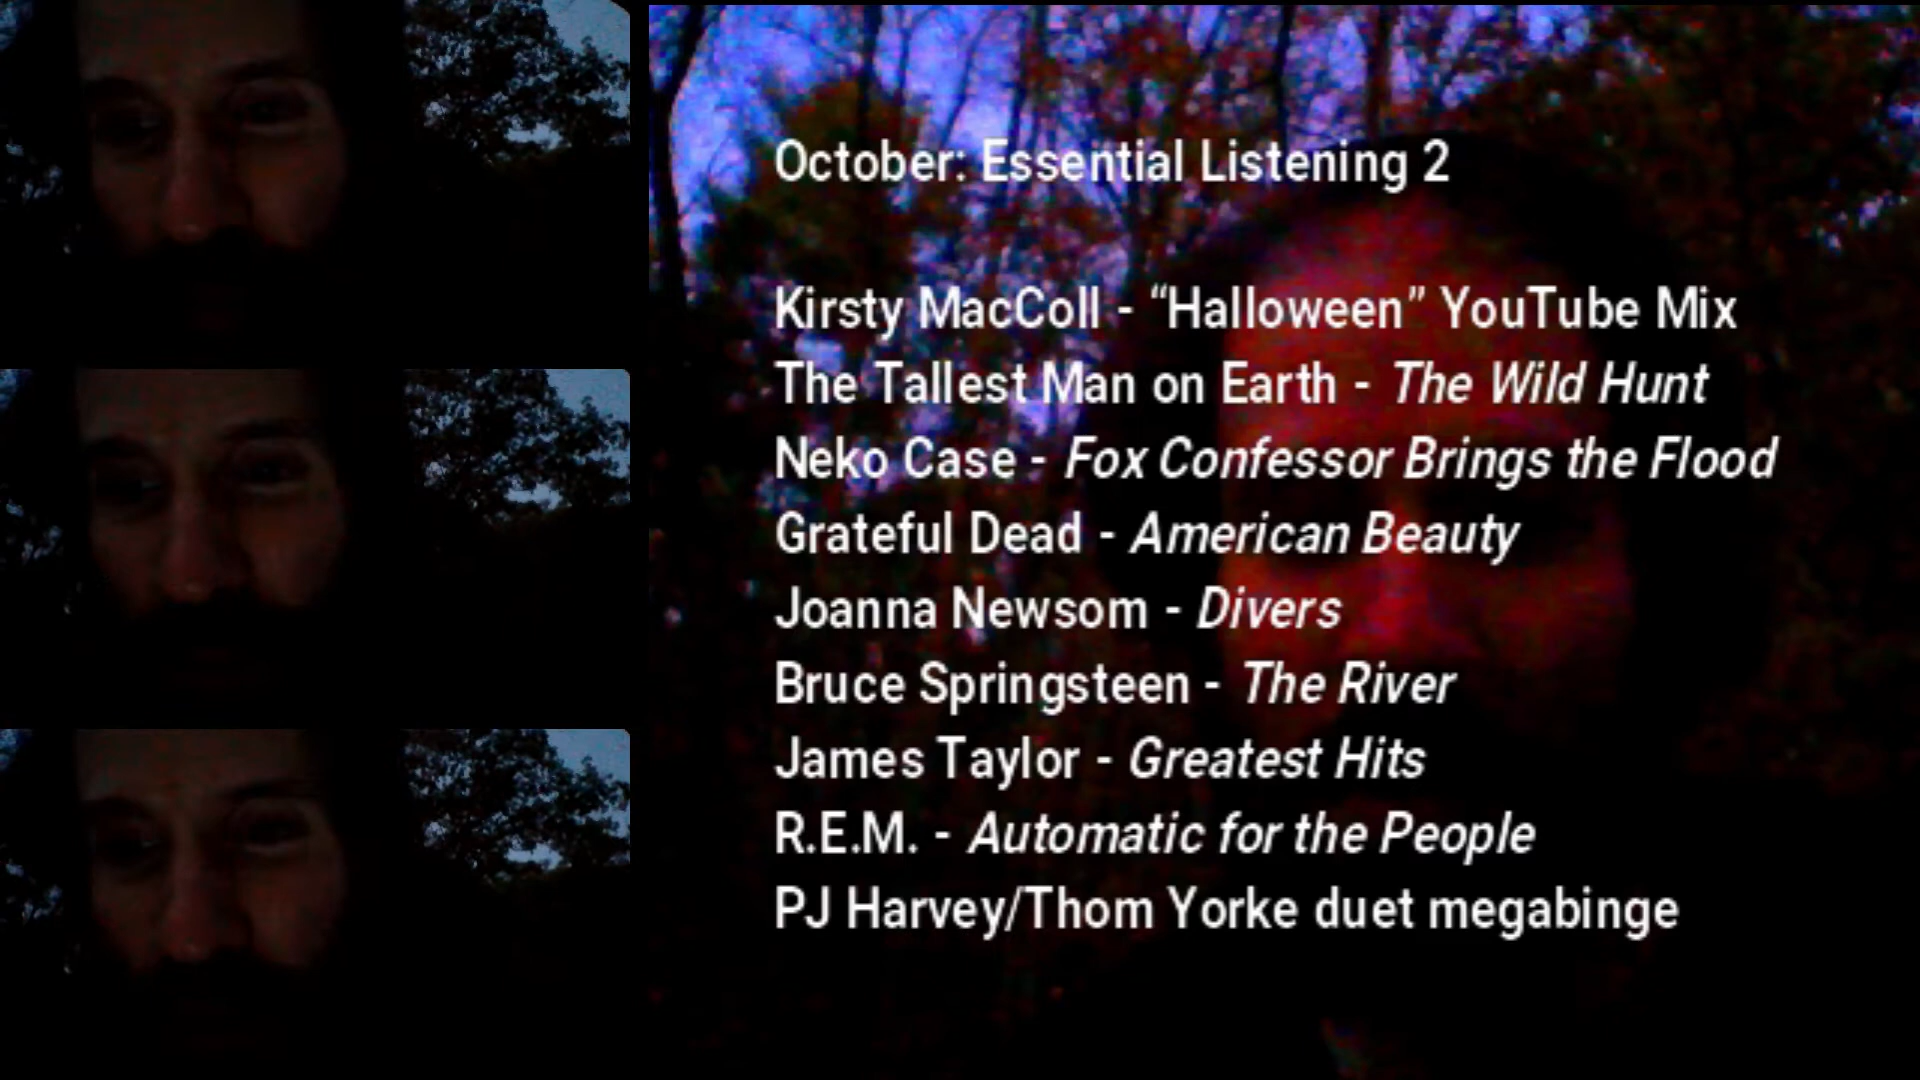 October: Essential Listening 2
Kirsty MacColl - “Halloween” YouTube Mix
The Tallest Man on Earth - The Wild Hunt
Neko Case - Fox Confessor Brings the Flood
Grateful Dead - American Beauty
Joanna Newsom - Divers
Bruce Springsteen - The River
James Taylor - Greatest Hits
R.E.M. - Automatic for the People
PJ Harvey/Thom Yorke duet megabinge